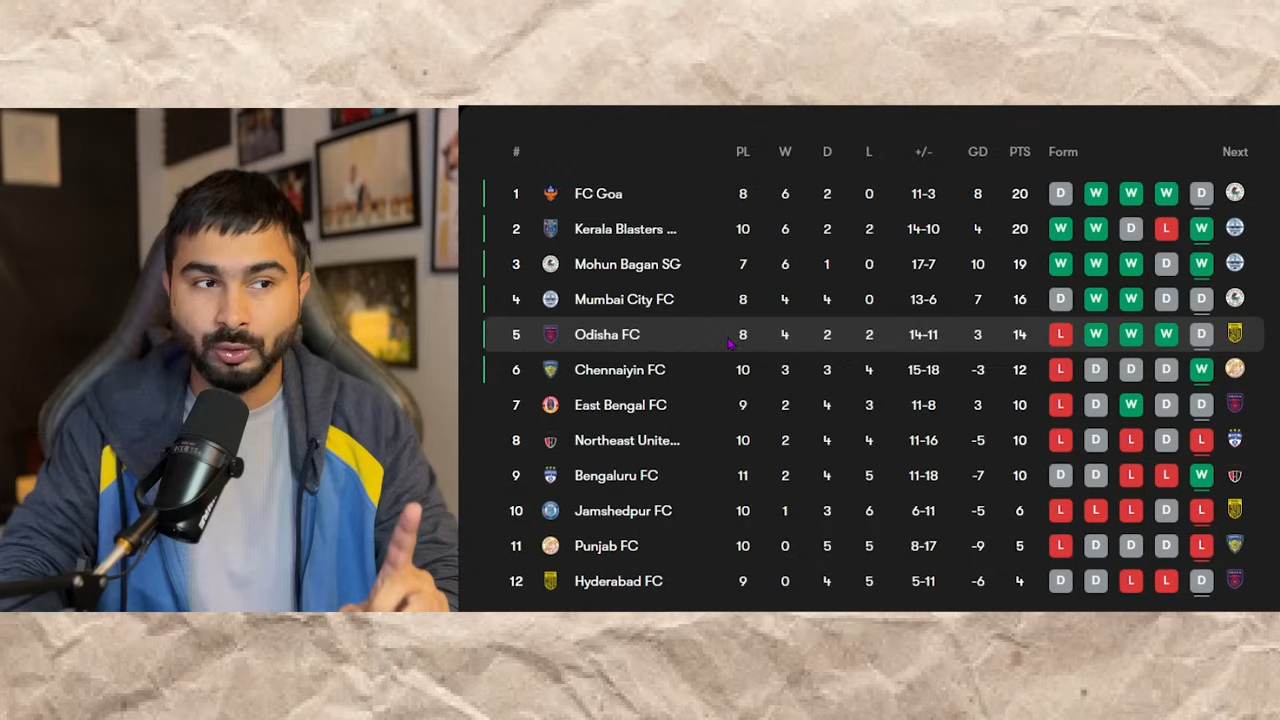 # PL W D L +/- GD PTS Form Next
1 FC Goa 8 6 2 0 11-3 8 20 D W W W D
2 Kerala Blasters ... 10 6 2 2 14-10 4 20 W W D L W
3 Mohun Bagan SG 7 6 1 0 17-7 10 19 W W W D W
4 Mumbai City FC 8 4 4 0 13-6 7 16 D W W D D
5 Odisha FC 8 4 2 2 14-11 3 14 L W W W D
6 Chennaiyin FC 10 3 3 4 15-18 -3 12 L D D D W
7 East Bengal FC 9 2 4 3 11-8 3 10 L D W D D
8 Northeast Unite... 10 2 4 4 11-16 -5 10 L D L D L
9 Bengaluru FC 11 2 4 5 11-18 -7 10 D D L L W
10 Jamshedpur FC 10 1 3 6 6-11 -5 6 L L L D L
11 Punjab FC 10 0 5 5 8-17 -9 5 L D D D L
12 Hyderabad FC 9 0 4 5 5-11 -6 4 D D L L D